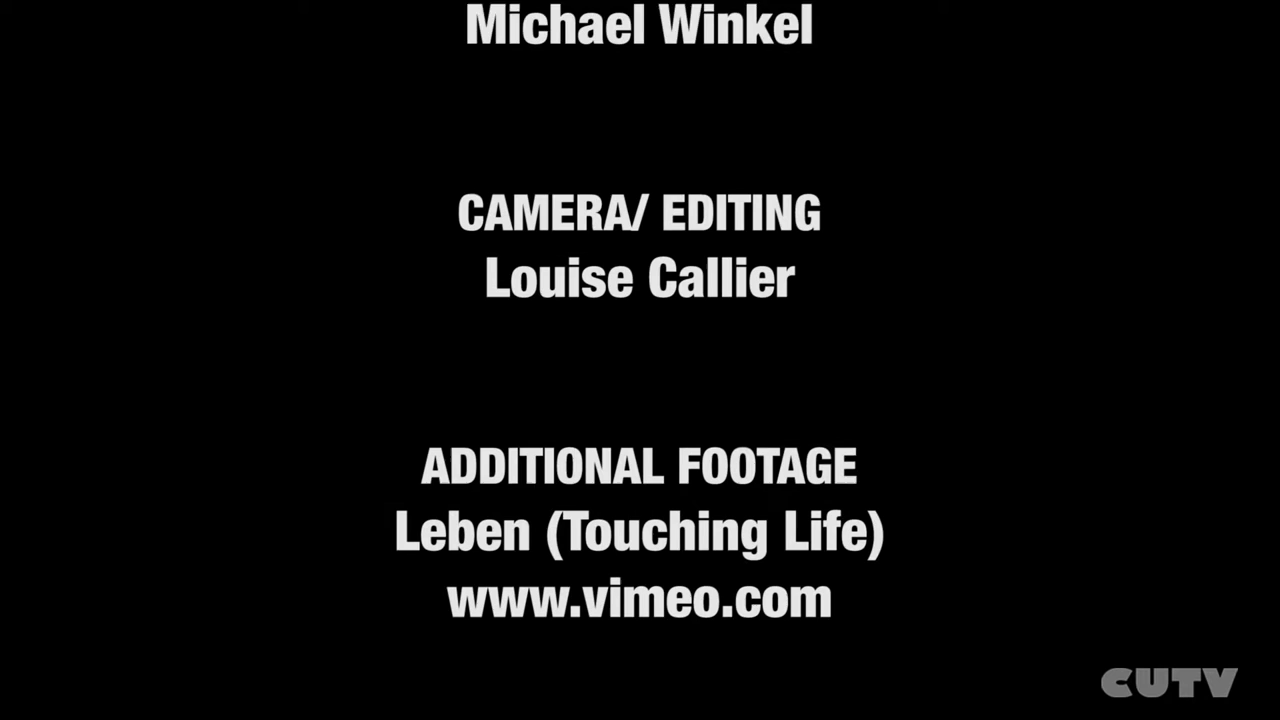 Michael Winkel
CAMERA/ EDITING
Louise Callier
ADDITIONAL FOOTAGE
Leben (Touching Life)
www.vimeo.com
CUTV